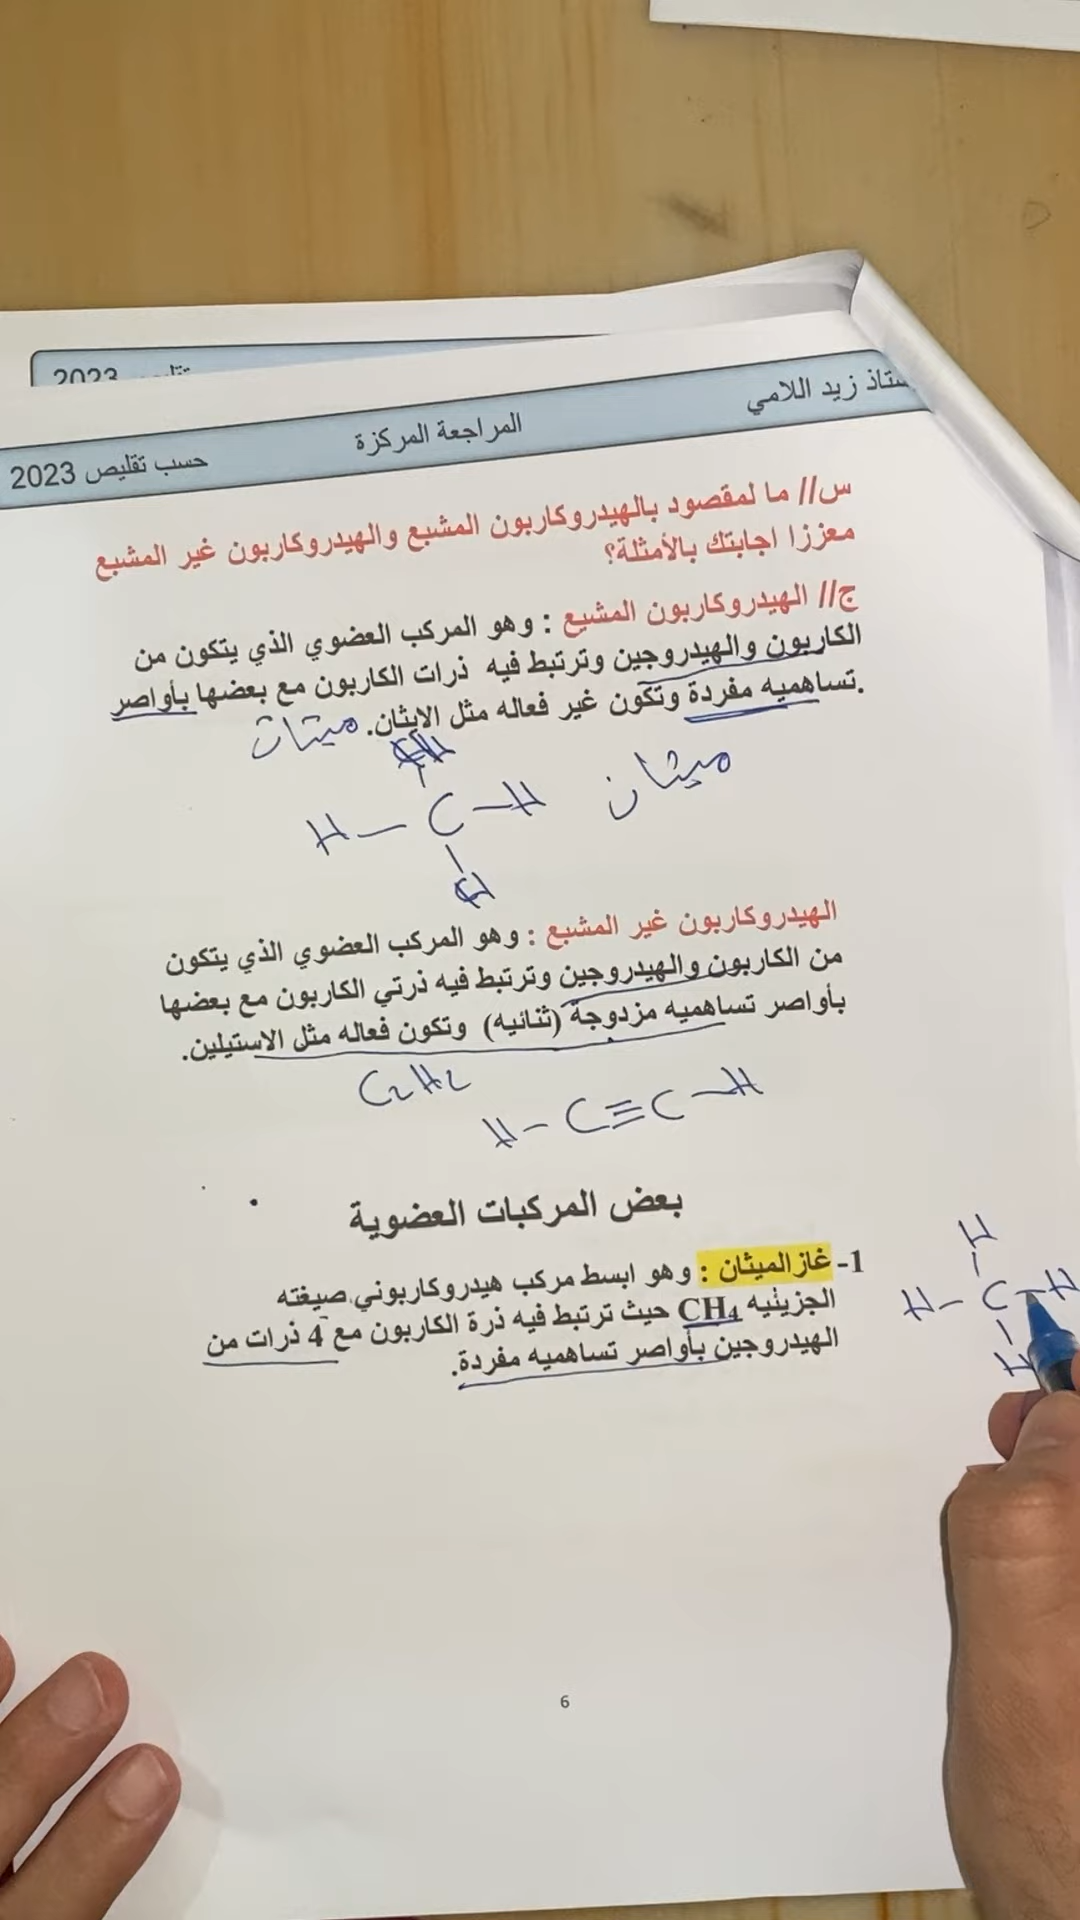 2023
ستاذ زيد اللامي
المراجعة المركزة
حسب تقليص 2023
س// ما لمقصود بالهيدروكاربون المشبع والهيدروكاربون غير المشبع
معززا اجابتك بالأمثلة؟
ج// الهيدروكاربون المشبع : وهو المركب العضوي الذي يتكون من
الكاربون والهيدروجين وترتبط فيه ذرات الكاربون مع بعضها بأواصر
تساهميه مفردة وتكون غير فعاله مثل الايثان. ميثان
H
H – C – H ميثان
H
الهيدروكاربون غير المشبع : وهو المركب العضوي الذي يتكون
من الكاربون والهيدروجين وترتبط فيه ذرتي الكاربون مع بعضها
بأواصر تساهميه مزدوجة (ثنائيه) وتكون فعاله مثل الاستيلين.
C2H2
H – C≡C – H
بعض المركبات العضوية
1- غاز الميثان : وهو ابسط مركب هيدروكاربوني صيغته
الجزيئيه CH4 حيث ترتبط فيه ذرة الكاربون مع 4 ذرات من
الهيدروجين بأواصر تساهميه مفردة.
H
H – C – H
H
6